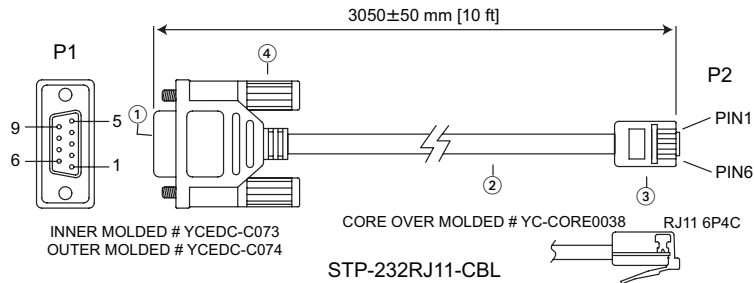 3050±50 mm [10 ft]
P1
④
P2
①
9
5
PIN1
6
1
PIN6
②
③
INNER MOLDED # YCEDC-C073
OUTER MOLDED # YCEDC-C074
CORE OVER MOLDED # YC-CORE0038
RJ11 6P4C
STP-232RJ11-CBL